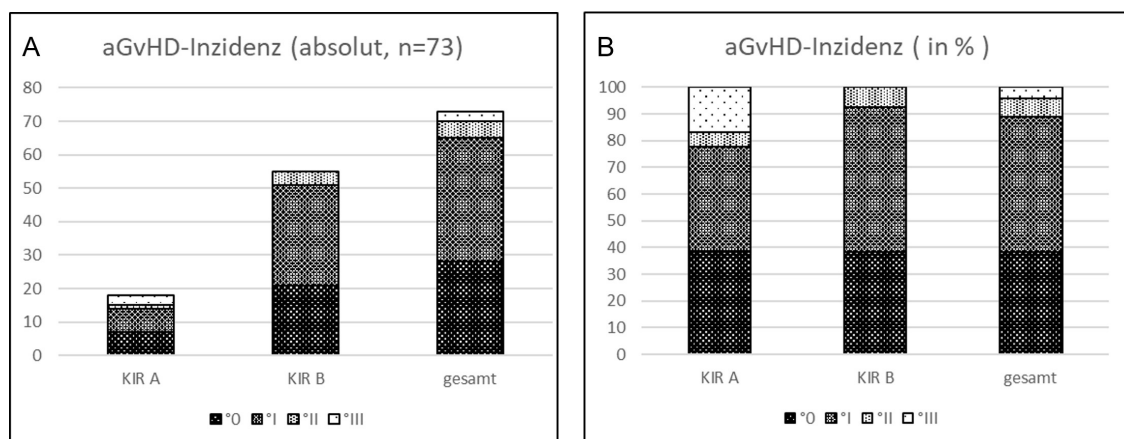 A
aGvHD-Inzidenz (absolut, n=73)
80
70
60
50
40
30
20
10
0
KIR A KIR B gesamt
°0 °I °II °III
B
aGvHD-Inzidenz ( in % )
100
90
80
70
60
50
40
30
20
10
0
KIR A KIR B gesamt
°0 °I °II °III